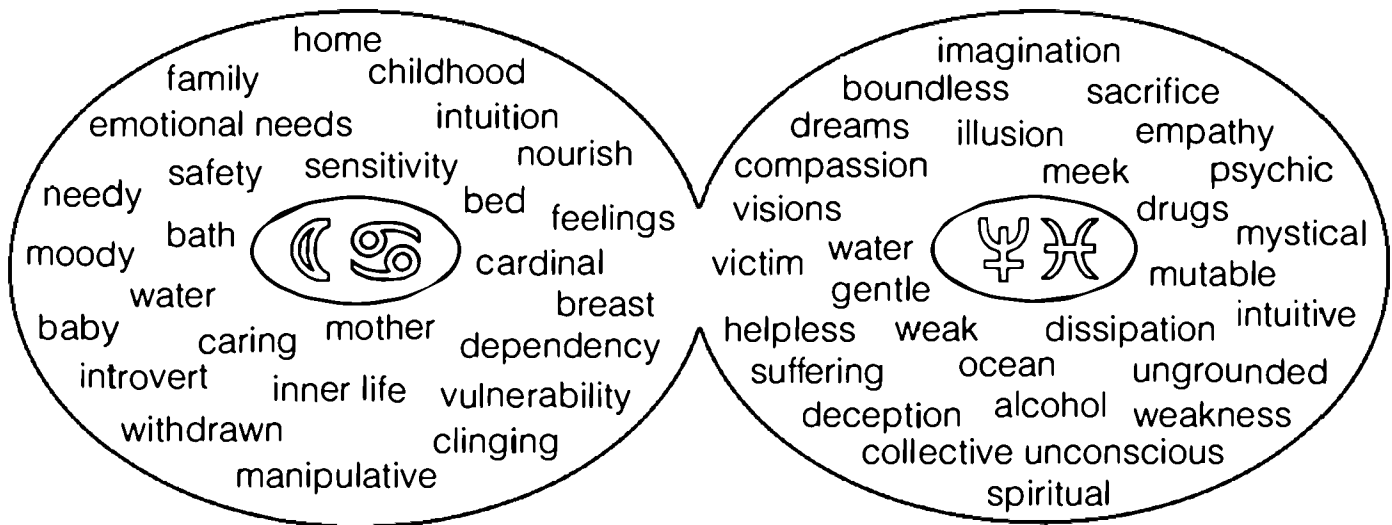 home
family
childhood
emotional needs
intuition
safety
sensitivity
nourish
needy
bed
feelings
bath
moody
cardinal
water
breast
baby
caring
mother
dependency
introvert
inner life
vulnerability
withdrawn
clinging
manipulative
imagination
boundless
sacrifice
dreams
illusion
empathy
compassion
meek
psychic
visions
drugs
mystical
victim
water
mutable
gentle
intuitive
helpless
weak
dissipation
suffering
ocean
ungrounded
deception
alcohol
weakness
collective unconscious
spiritual